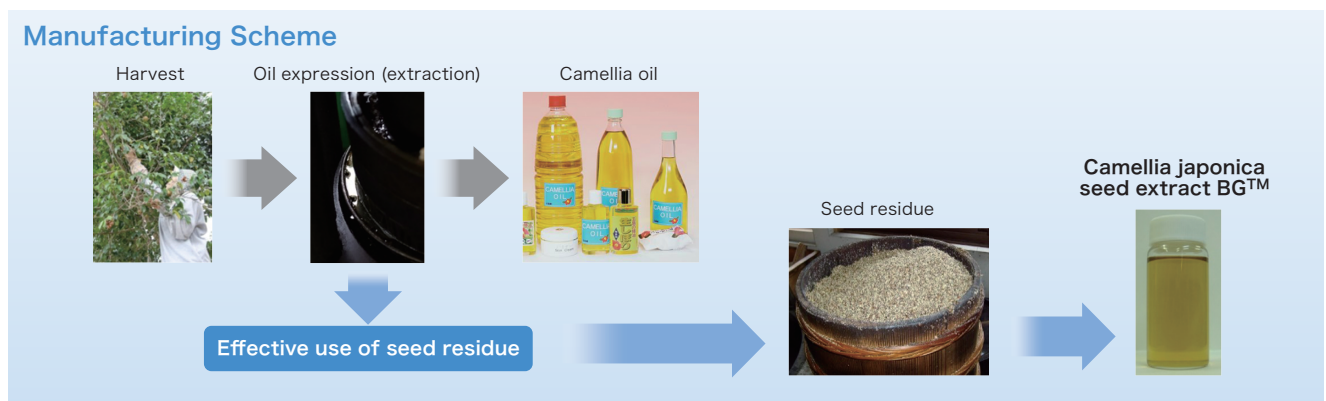 Manufacturing Scheme
Harvest
Oil expression (extraction)
Camellia oil
CAMELLIA
OIL
CAMELLIA
OIL
CAMELLIA
OIL
Effective use of seed residue
Seed residue
Camellia japonica
seed extract BG™